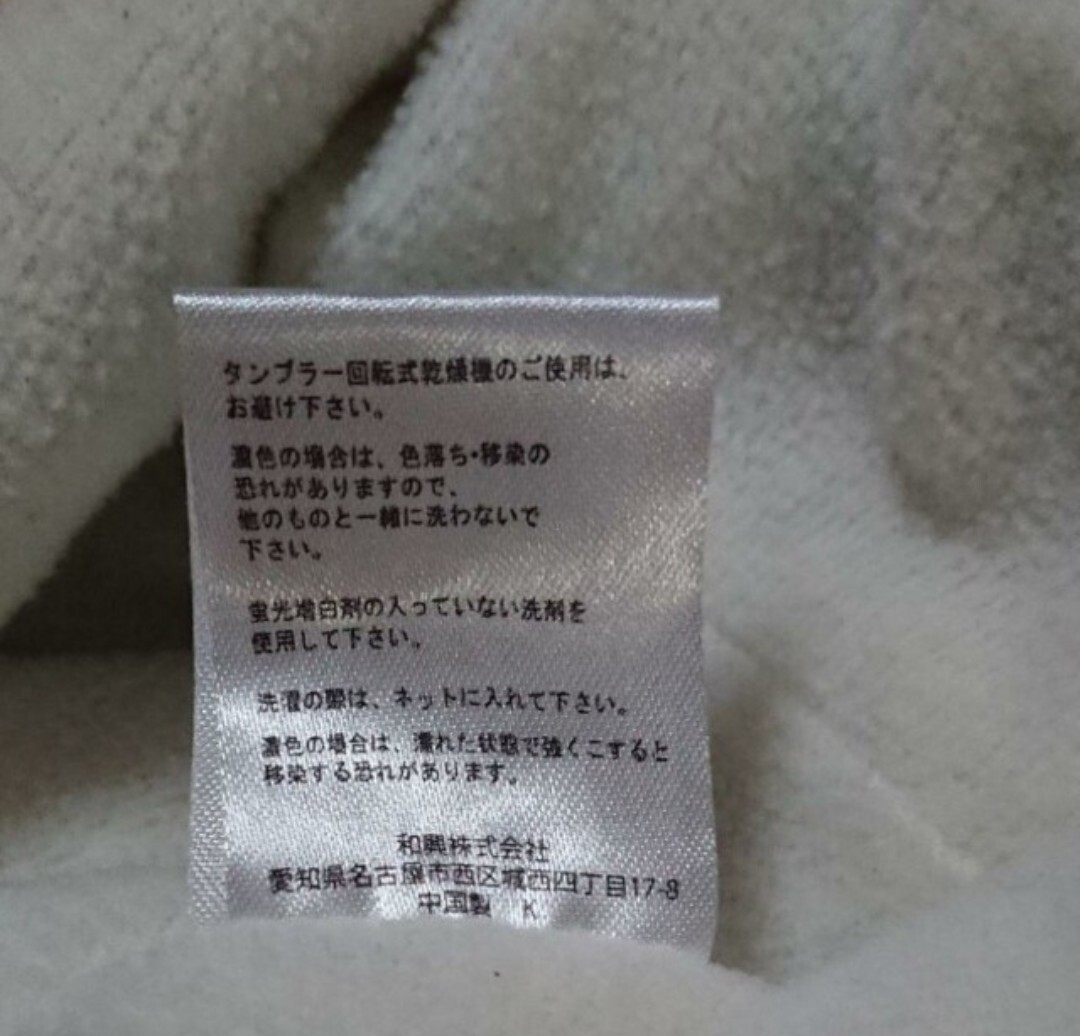 タンブラー回転式乾燥機のご使用は、
お避け下さい。
濃色の場合は、色落ち・移染の
恐れがありますので、
他のものと一緒に洗わないで
下さい。
蛍光増白剤の入っていない洗剤を
使用して下さい。
洗濯の際は、ネットに入れて下さい。
濃色の場合は、濡れた状態で強くこすると
移染する恐れがあります。
和興株式会社
愛知県名古屋市西区城西四丁目17-8
中国製 K